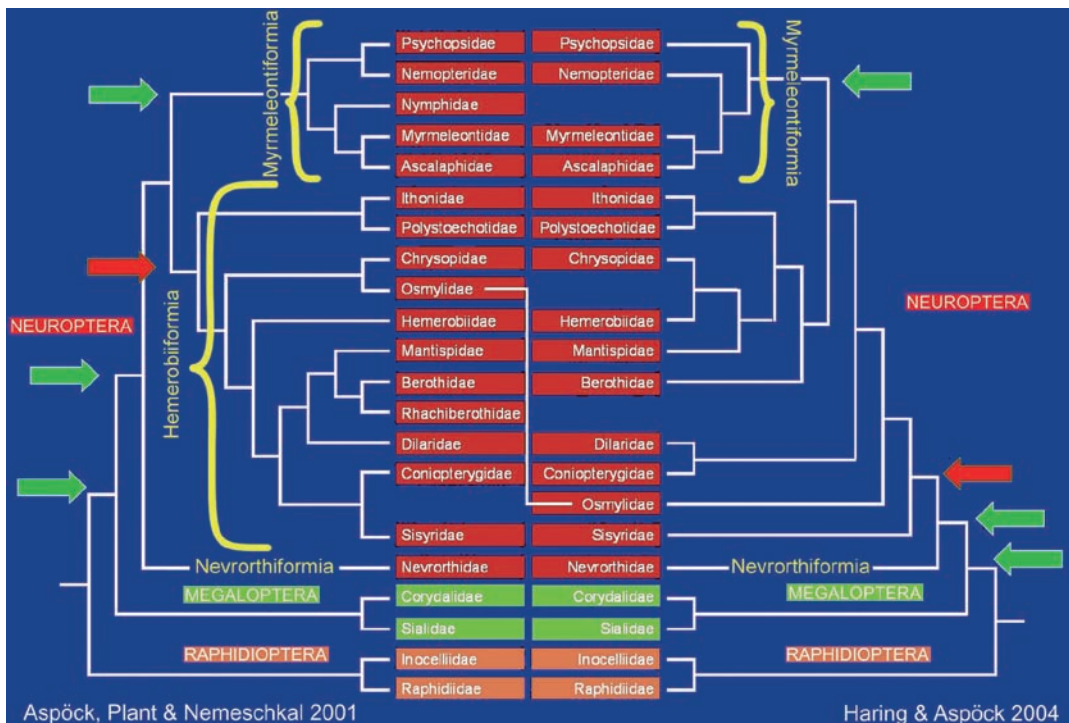 Myrmeleontiformia
Psychopsidae Psychopsidae
Nemopteridae Nemopteridae
Nymphidae
Myrmeleontidae Myrmeleontidae
Ascalaphidae Ascalaphidae
Myrmeleontiformia
Ithonidae Ithonidae
Polystoechotidae Polystoechotidae
Chrysopidae Chrysopidae
Osmylidae
NEUROPTERA
Hemerobiiformia
Hemerobiidae Hemerobiidae
NEUROPTERA
Mantispidae Mantispidae
Berothidae Berothidae
Rhachiberothidae
Dilaridae Dilaridae
Coniopterygidae Coniopterygidae
Osmylidae
Sisyridae Sisyridae
Nevrorthiformia Nevrorthidae Nevrorthidae Nevrorthiformia
MEGALOPTERA Corydalidae Corydalidae MEGALOPTERA
Sialidae Sialidae
RAPHIDIOPTERA Inocelliidae Inocelliidae RAPHIDIOPTERA
Raphidiidae Raphidiidae
Aspöck, Plant & Nemeschkal 2001 Haring & Aspöck 2004